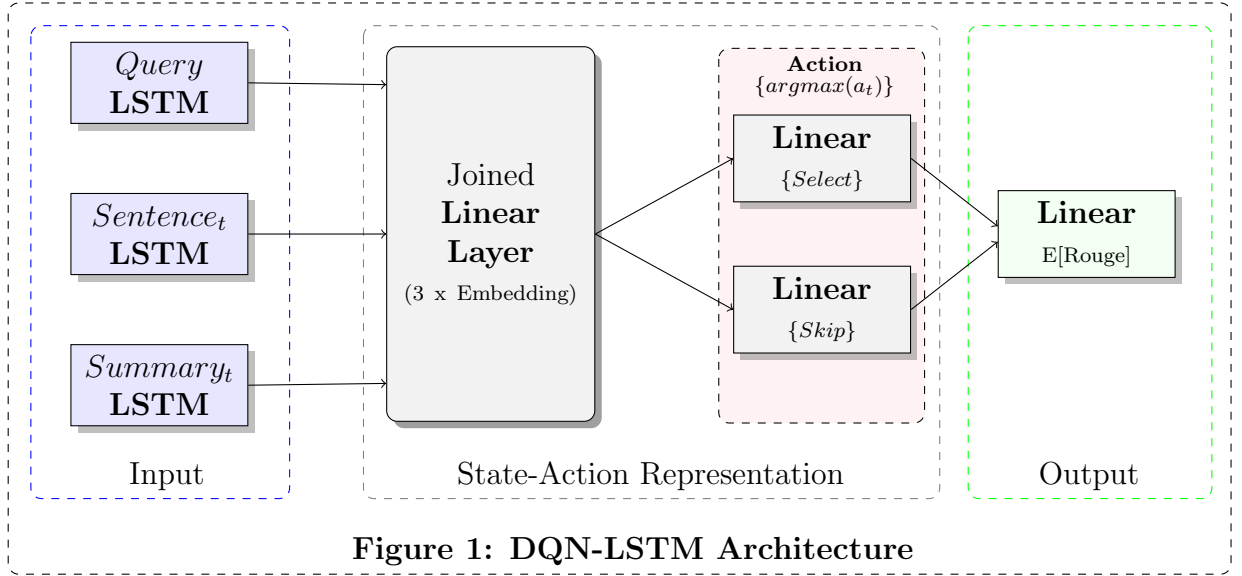 Query
LSTM
Sentence_t
LSTM
Summary_t
LSTM
Input
Joined
Linear
Layer
(3 x Embedding)
Action
{argmax(a_t)}
Linear
{Select}
Linear
{Skip}
State-Action Representation
Linear
E[Rouge]
Output
Figure 1: DQN-LSTM Architecture